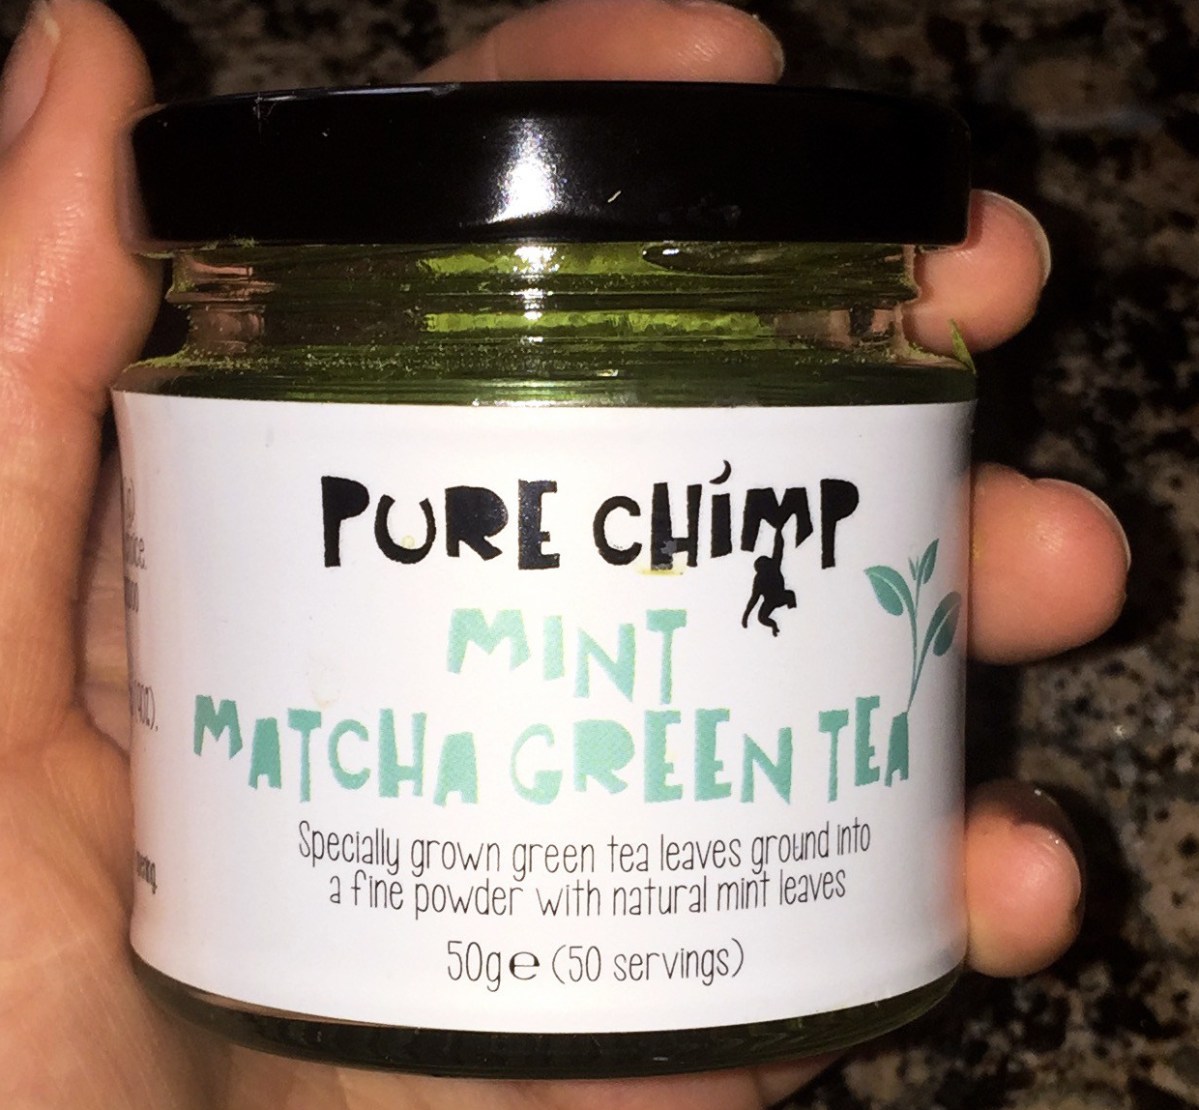 PURE CHIMP
MINT
MATCHA GREEN TEA
Specially grown green tea leaves ground into
a fine powder with natural mint leaves
50g℮ (50 servings)